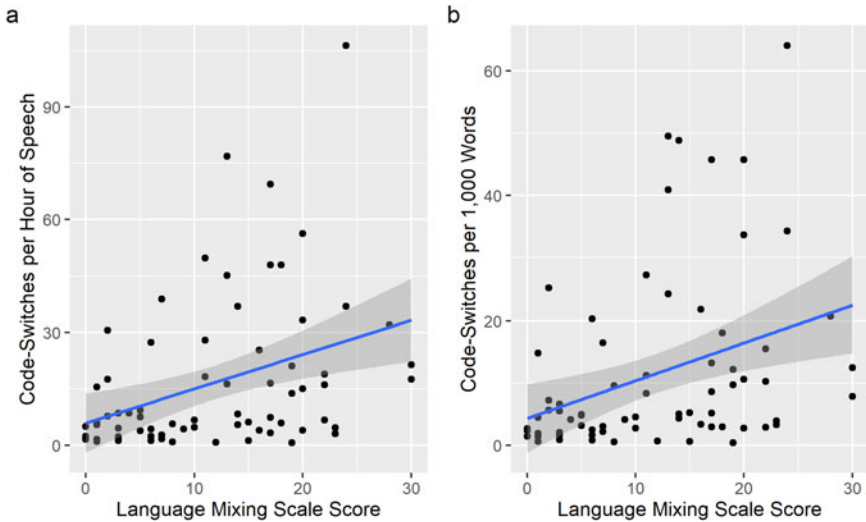 a
Code-Switches per Hour of Speech
90
60
30
0
0
10
20
30
Language Mixing Scale Score
b
Code-Switches per 1,000 Words
60
40
20
0
0
10
20
30
Language Mixing Scale Score